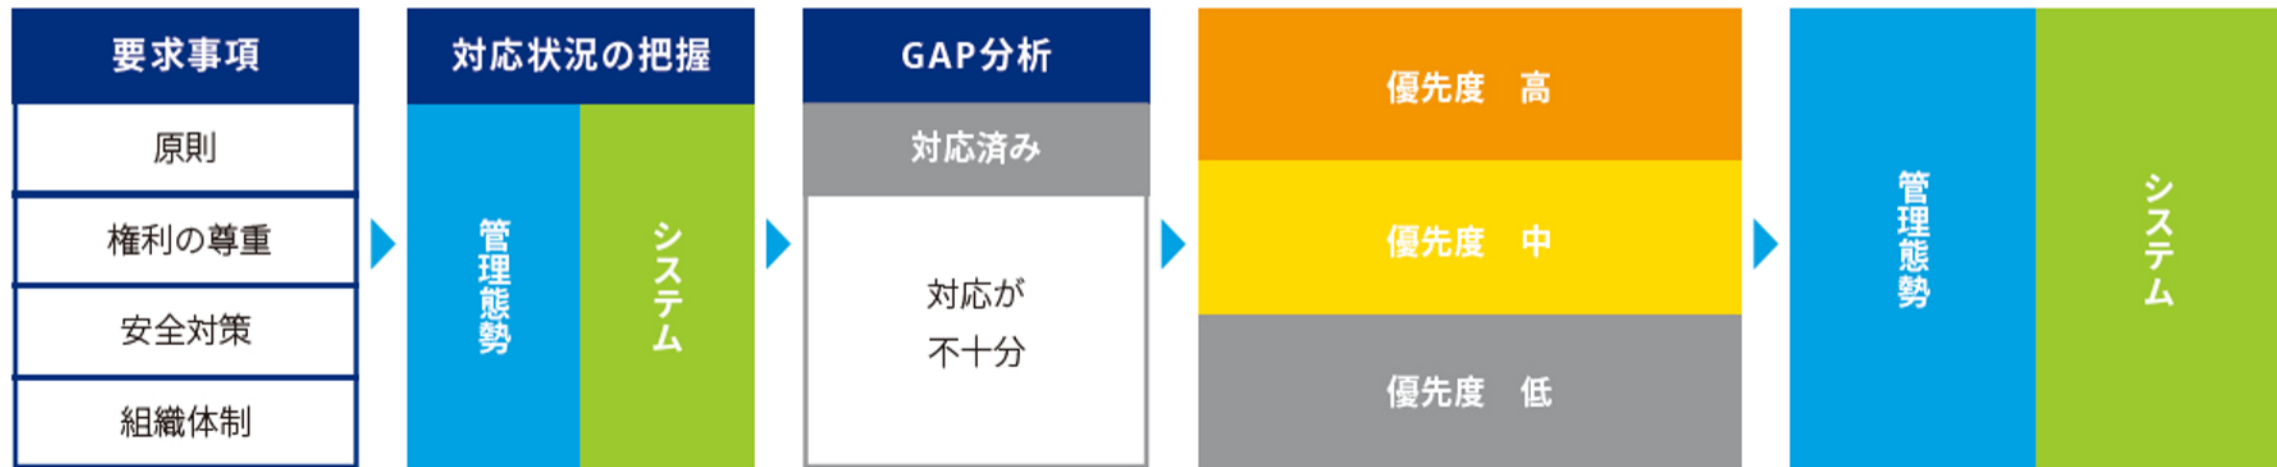 要求事項
原則
権利の尊重
安全対策
組織体制
対応状況の把握
管理態勢
システム
GAP分析
対応済み
対応が
不十分
優先度　高
優先度　中
優先度　低
管理態勢
システム